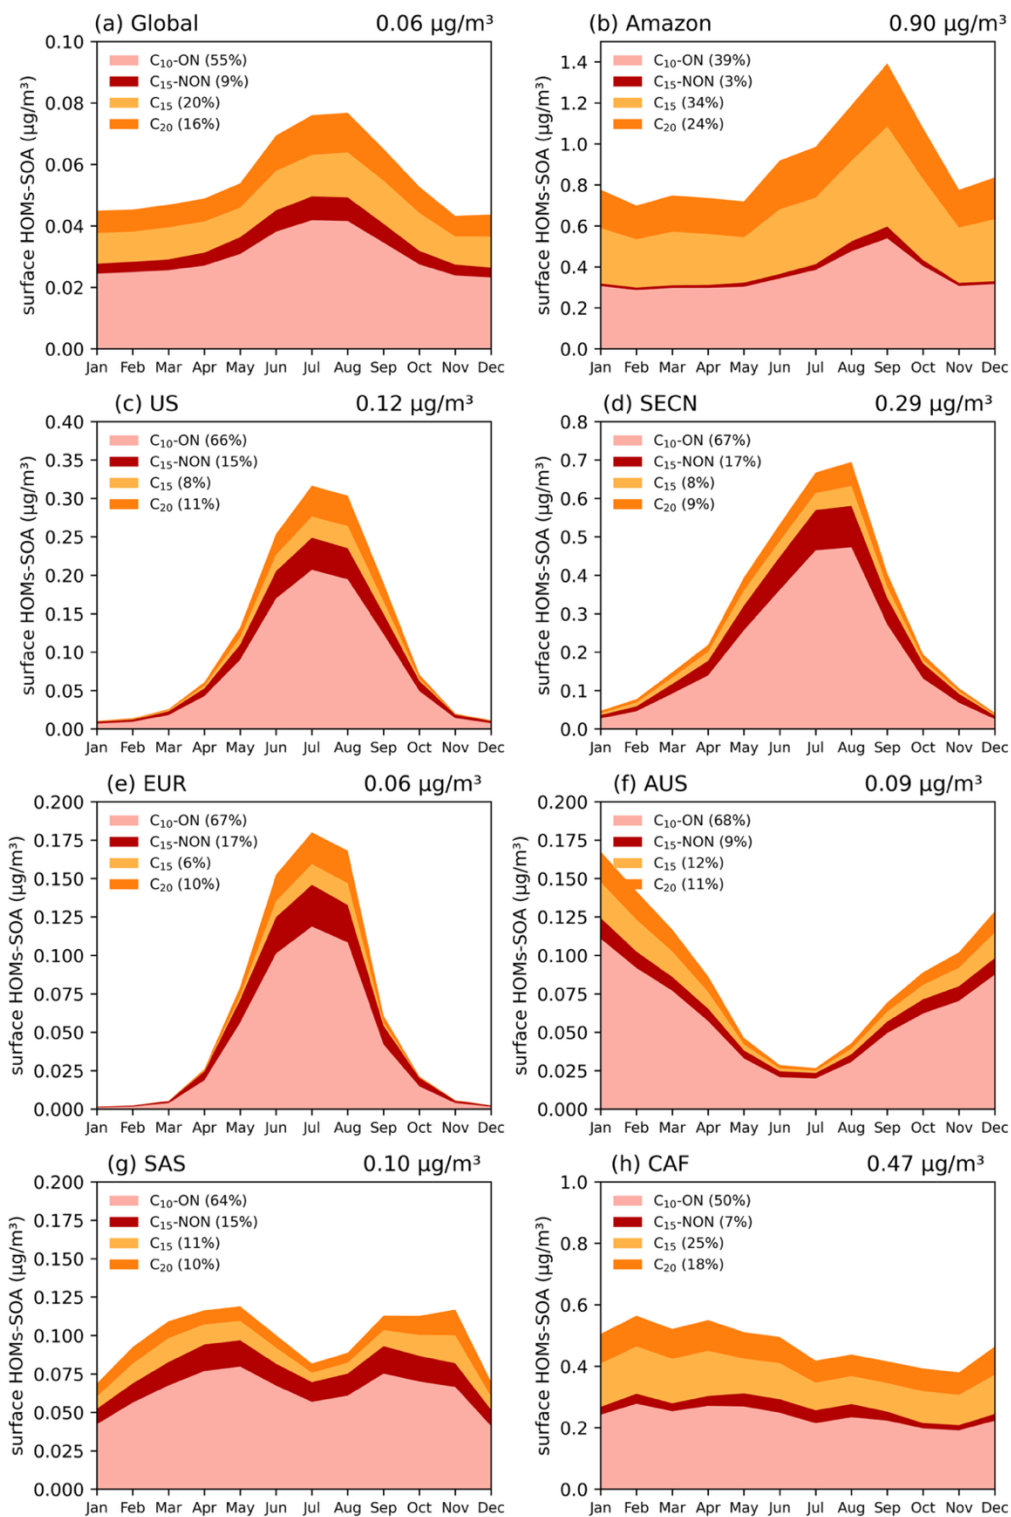 (a) Global 0.06 μg/m³
surface HOMs-SOA (μg/m³)
0.10
0.08
0.06
0.04
0.02
0.00
C₁₀-ON (55%)
C₁₅-NON (9%)
C₁₅ (20%)
C₂₀ (16%)
Jan Feb Mar Apr May Jun Jul Aug Sep Oct Nov Dec
(b) Amazon 0.90 μg/m³
surface HOMs-SOA (μg/m³)
1.4
1.2
1.0
0.8
0.6
0.4
0.2
0.0
C₁₀-ON (39%)
C₁₅-NON (3%)
C₁₅ (34%)
C₂₀ (24%)
Jan Feb Mar Apr May Jun Jul Aug Sep Oct Nov Dec
(c) US 0.12 μg/m³
surface HOMs-SOA (μg/m³)
0.40
0.35
0.30
0.25
0.20
0.15
0.10
0.05
0.00
C₁₀-ON (66%)
C₁₅-NON (15%)
C₁₅ (8%)
C₂₀ (11%)
Jan Feb Mar Apr May Jun Jul Aug Sep Oct Nov Dec
(d) SECN 0.29 μg/m³
surface HOMs-SOA (μg/m³)
0.8
0.7
0.6
0.5
0.4
0.3
0.2
0.1
0.0
C₁₀-ON (67%)
C₁₅-NON (17%)
C₁₅ (8%)
C₂₀ (9%)
Jan Feb Mar Apr May Jun Jul Aug Sep Oct Nov Dec
(e) EUR 0.06 μg/m³
surface HOMs-SOA (μg/m³)
0.200
0.175
0.150
0.125
0.100
0.075
0.050
0.025
0.000
C₁₀-ON (67%)
C₁₅-NON (17%)
C₁₅ (6%)
C₂₀ (10%)
Jan Feb Mar Apr May Jun Jul Aug Sep Oct Nov Dec
(f) AUS 0.09 μg/m³
surface HOMs-SOA (μg/m³)
0.200
0.175
0.150
0.125
0.100
0.075
0.050
0.025
0.000
C₁₀-ON (68%)
C₁₅-NON (9%)
C₁₅ (12%)
C₂₀ (11%)
Jan Feb Mar Apr May Jun Jul Aug Sep Oct Nov Dec
(g) SAS 0.10 μg/m³
surface HOMs-SOA (μg/m³)
0.200
0.175
0.150
0.125
0.100
0.075
0.050
0.025
0.000
C₁₀-ON (64%)
C₁₅-NON (15%)
C₁₅ (11%)
C₂₀ (10%)
Jan Feb Mar Apr May Jun Jul Aug Sep Oct Nov Dec
(h) CAF 0.47 μg/m³
surface HOMs-SOA (μg/m³)
1.0
0.8
0.6
0.4
0.2
0.0
C₁₀-ON (50%)
C₁₅-NON (7%)
C₁₅ (25%)
C₂₀ (18%)
Jan Feb Mar Apr May Jun Jul Aug Sep Oct Nov Dec